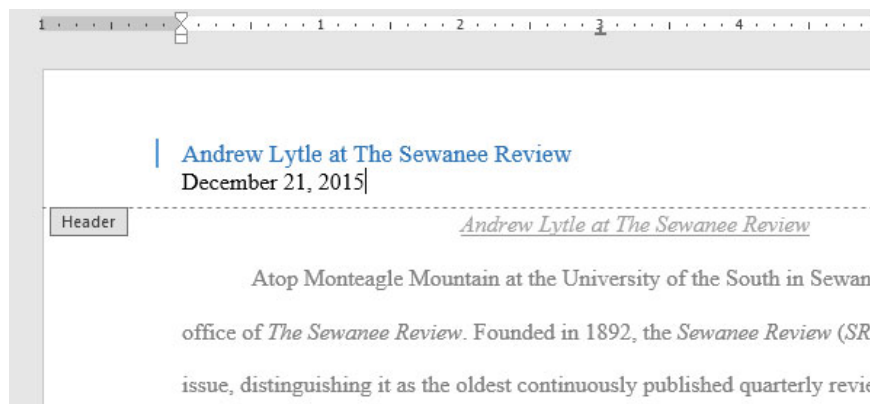 1 1 2 3 4
Andrew Lytle at The Sewanee Review
December 21, 2015
Header
Andrew Lytle at The Sewanee Review
Atop Monteagle Mountain at the University of the South in Sewan
office of The Sewanee Review. Founded in 1892, the Sewanee Review (SR
issue, distinguishing it as the oldest continuously published quarterly revie